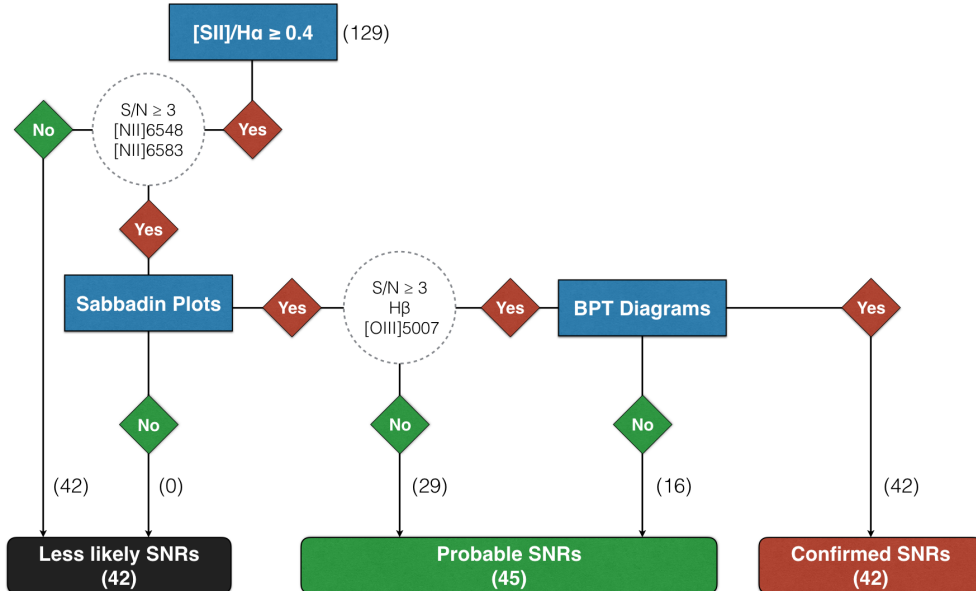 [SII]/Hα ≥ 0.4
(129)
S/N ≥ 3
[NII]6548
[NII]6583
No
Yes
Yes
Sabbadin Plots
Yes
S/N ≥ 3
Hβ
[OIII]5007
Yes
BPT Diagrams
Yes
No
No
No
(42)
(0)
(29)
(16)
(42)
Less likely SNRs
(42)
Probable SNRs
(45)
Confirmed SNRs
(42)